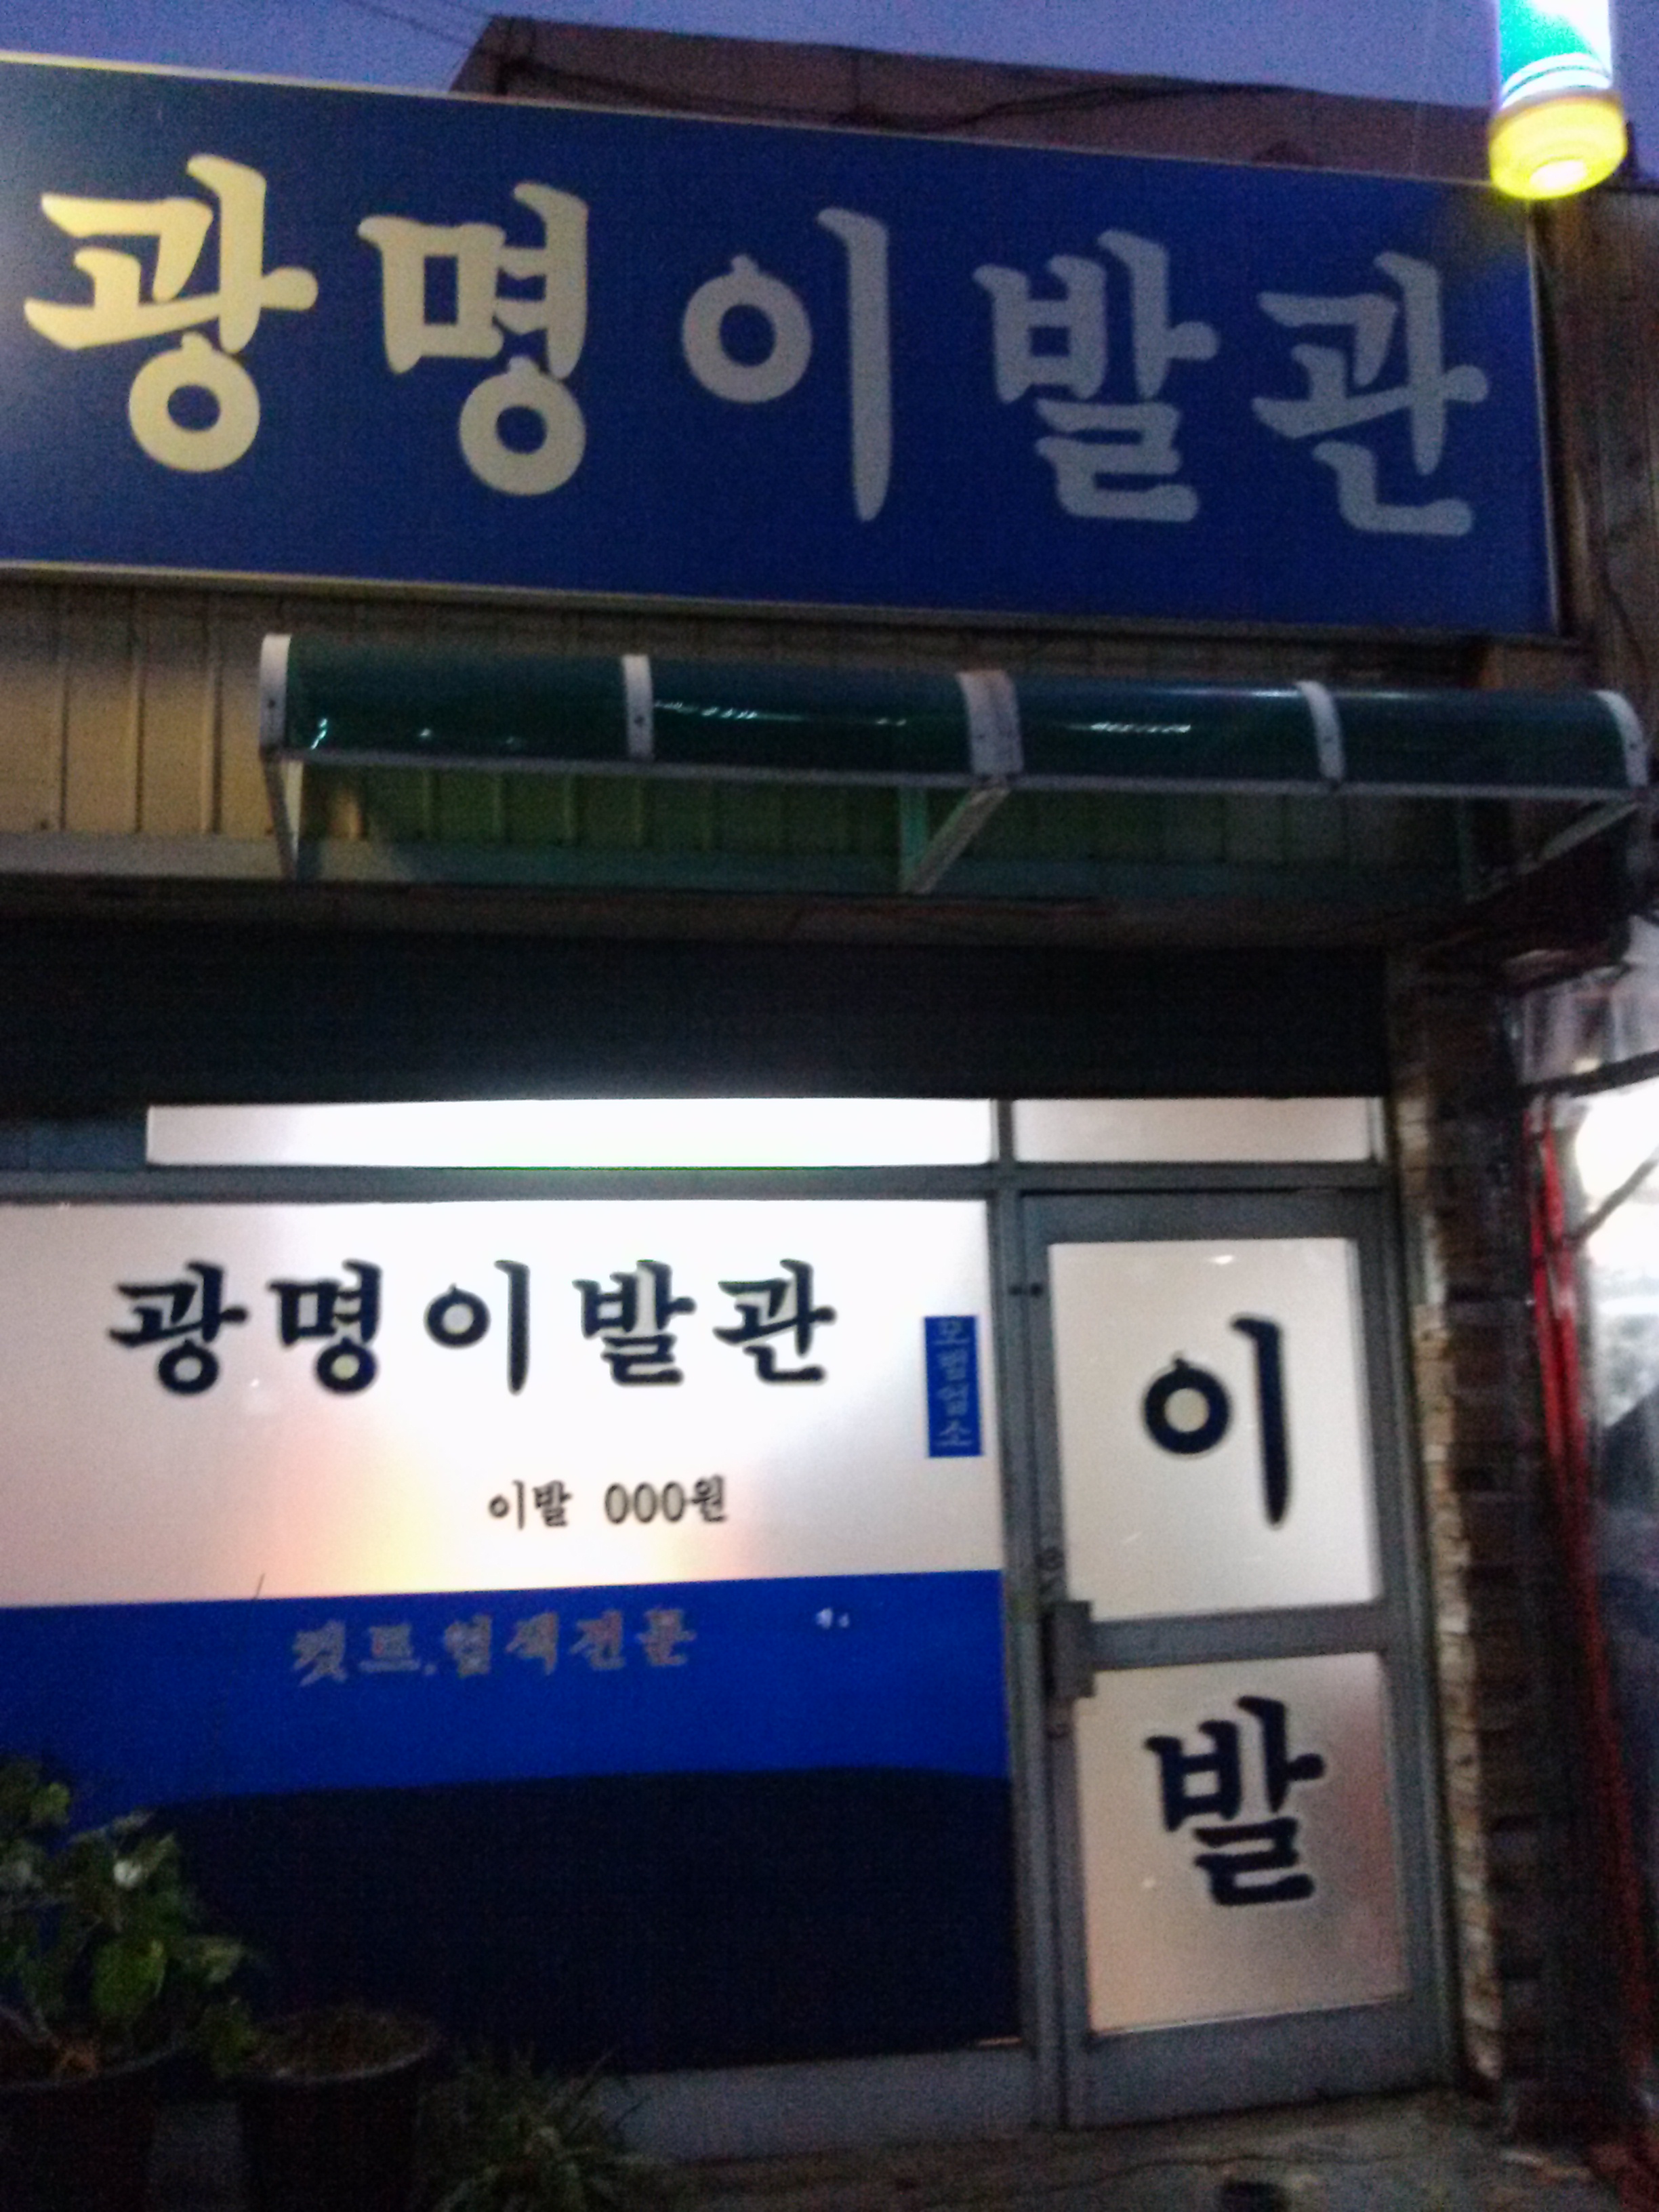 광명이발관
광명이발관
모범업소
이발 000원
컷트.염색전문
이
발